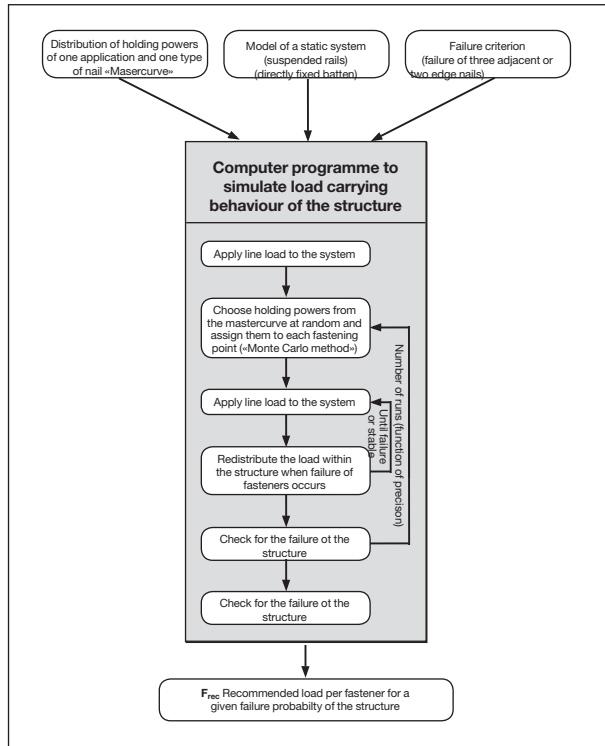 Distribution of holding powers
of one application and one type
of nail «Masercurve»
Model of a static system
(suspended rails)
(directly fixed batten)
Failure criterion
(failure of three adjacent or
two edge nails)
Computer programme to
simulate load carrying
behaviour of the structure
Apply line load to the system
Choose holding powers from
the mastercurve at random and
assign them to each fastening
point («Monte Carlo method»)
Apply line load to the system
Until failure
or stable
Number of runs (function of precison)
Redistribute the load within
the structure when failure of
fasteners occurs
Check for the failure ot the
structure
Check for the failure ot the
structure
Frec Recommended load per fastener for a
given failure probabilty of the structure